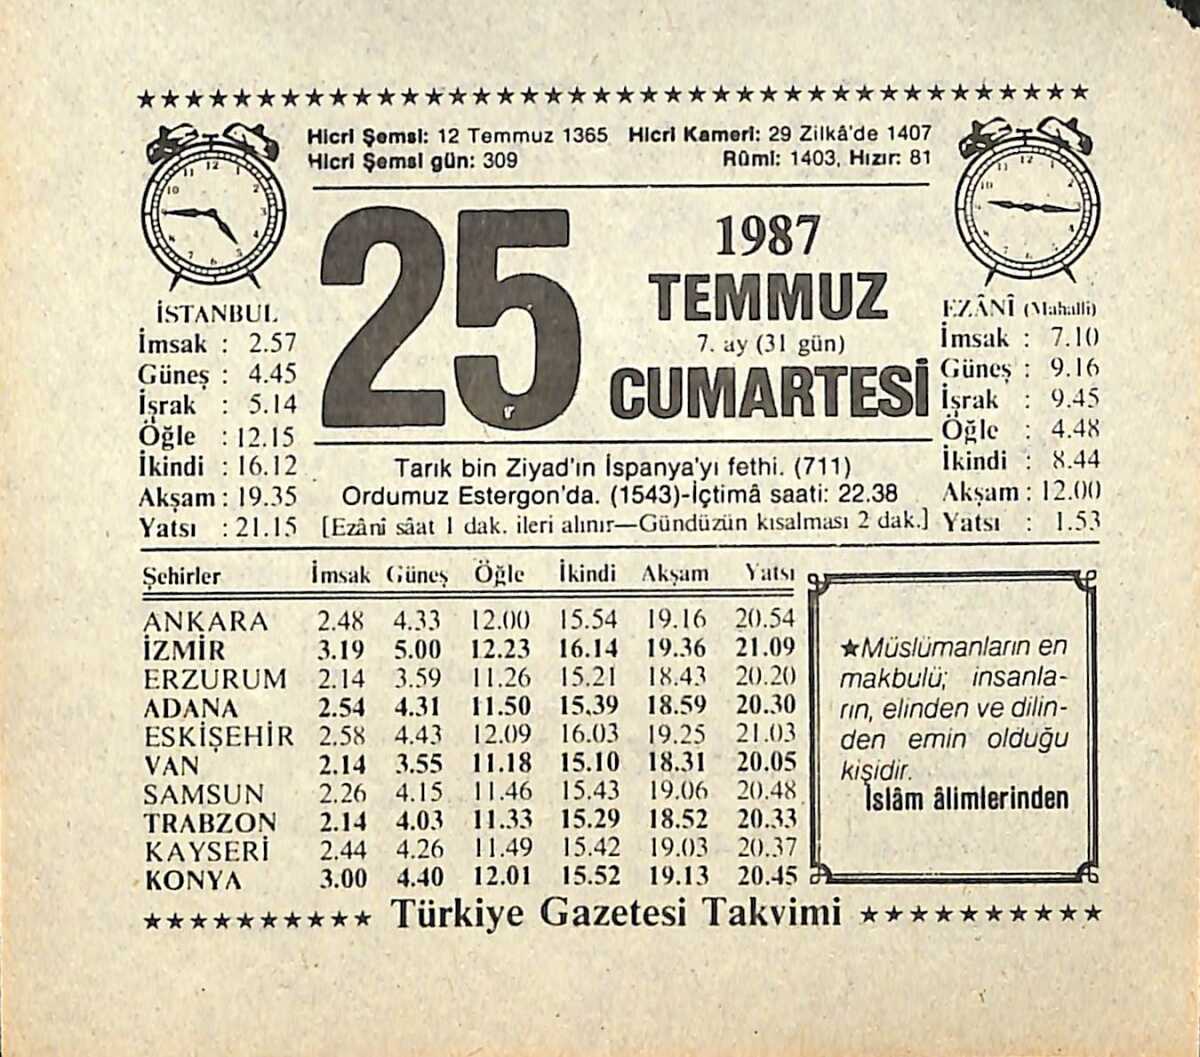 Hicri Şemsi: 12 Temmuz 1365 Hicri Kameri: 29 Zilkâ'de 1407
Hicri Şemsi gün: 309 Rûmi: 1403, Hızır: 81
25
1987
TEMMUZ
7. ay (31 gün)
CUMARTESİ
İSTANBUL
İmsak : 2.57
Güneş : 4.45
İşrak : 5.14
Öğle : 12.15
İkindi : 16.12
Akşam : 19.35
Yatsı : 21.15
EZÂNÎ (Mahalli)
İmsak : 7.10
Güneş : 9.16
İşrak : 9.45
Öğle : 4.48
İkindi : 8.44
Akşam : 12.00
Yatsı : 1.53
Tarık bin Ziyad'ın İspanya'yı fethi. (711)
Ordumuz Estergon'da. (1543)-İçtimâ saati: 22.38
[Ezânî sâat 1 dak. ileri alınır—Gündüzün kısalması 2 dak.]
Şehirler İmsak Güneş Öğle İkindi Akşam Yatsı
ANKARA 2.48 4.33 12.00 15.54 19.16 20.54
İZMİR 3.19 5.00 12.23 16.14 19.36 21.09
ERZURUM 2.14 3.59 11.26 15.21 18.43 20.20
ADANA 2.54 4.31 11.50 15.39 18.59 20.30
ESKİŞEHİR 2.58 4.43 12.09 16.03 19.25 21.03
VAN 2.14 3.55 11.18 15.10 18.31 20.05
SAMSUN 2.26 4.15 11.46 15.43 19.06 20.48
TRABZON 2.14 4.03 11.33 15.29 18.52 20.33
KAYSERİ 2.44 4.26 11.49 15.42 19.03 20.37
KONYA 3.00 4.40 12.01 15.52 19.13 20.45
★Müslümanların en
makbulü; insanla-
rın, elinden ve dilin-
den emin olduğu
kişidir.
İslâm âlimlerinden
Türkiye Gazetesi Takvimi